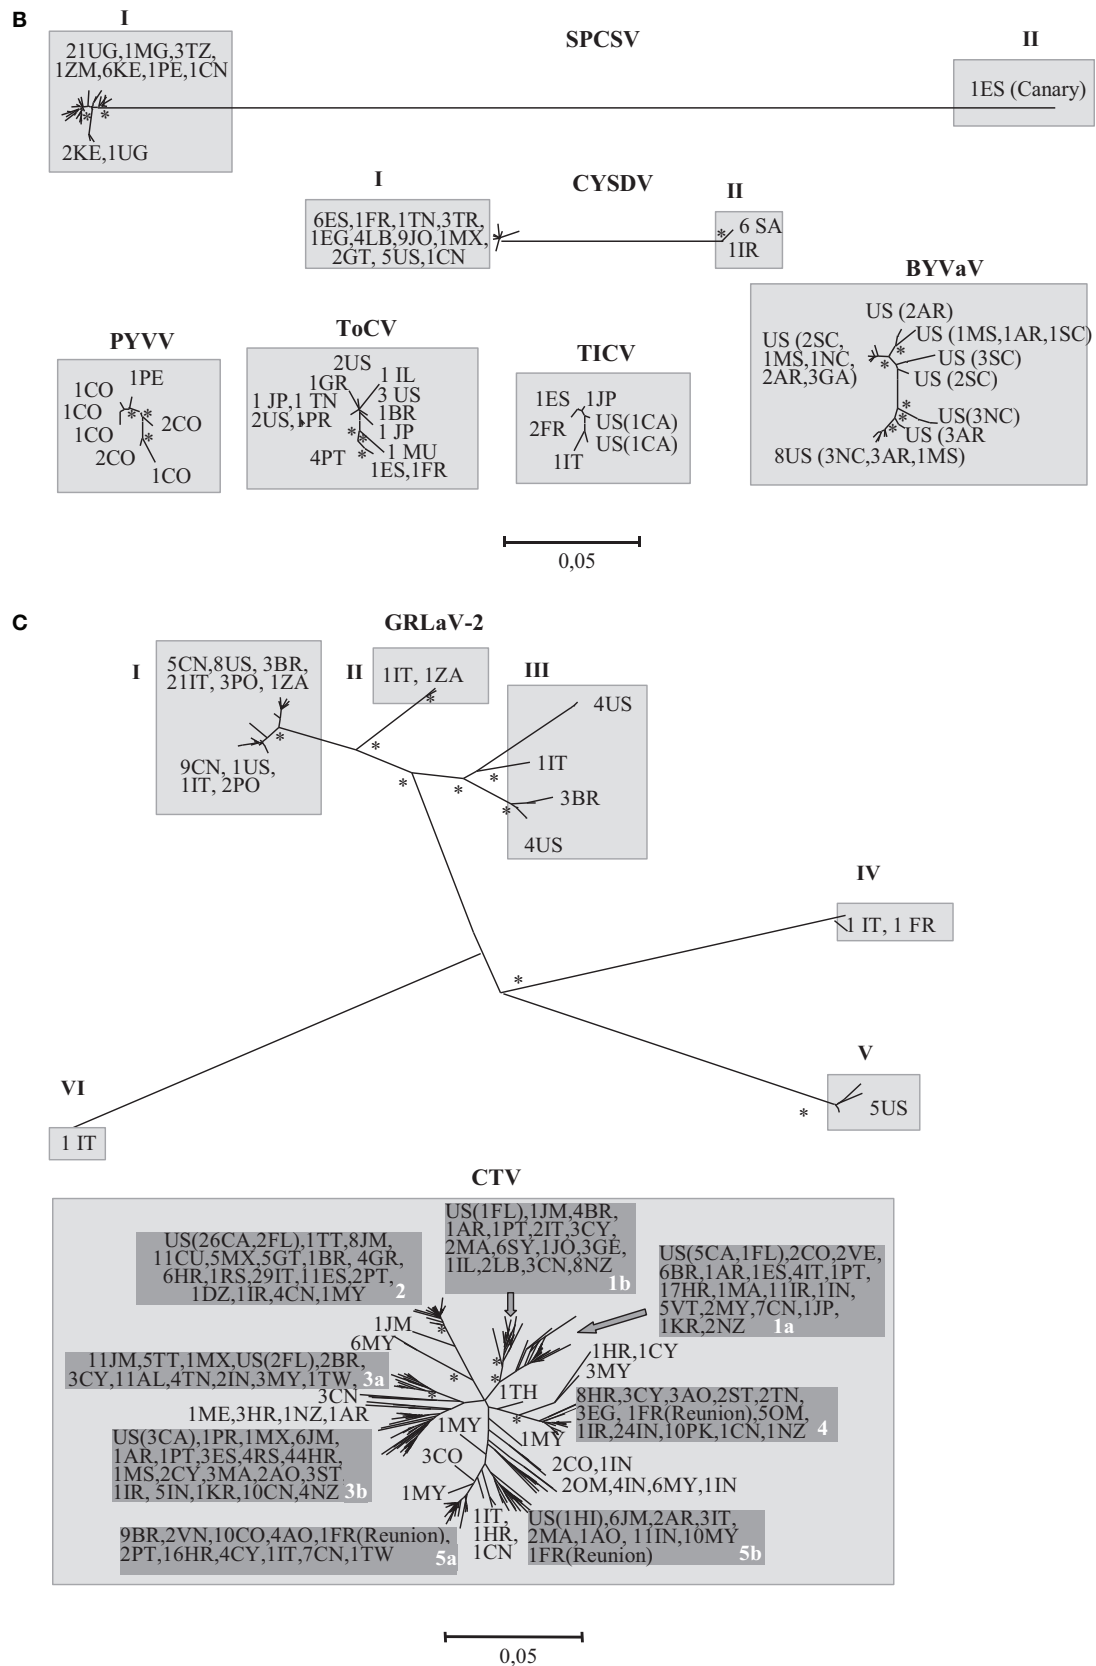 B
I
SPCSV
II
21UG,1MG,3TZ,
1ZM,6KE,1PE,1CN
1ES (Canary)
* *
2KE,1UG
I
CYSDV
II
6ES,1FR,1TN,3TR,
1EG,4LB,9JO,1MX,
2GT, 5US,1CN
* 6 SA
1IR
BYVaV
US (2AR)
US (1MS,1AR,1SC)
US (2SC,
1MS,1NC,
2AR,3GA)
US (3SC)
US (2SC)
US(3NC)
US (3AR
8US (3NC,3AR,1MS)
PYVV
1PE
1CO
1CO
1CO
2CO
2CO
1CO
ToCV
2US
1GR
1 IL
3 US
1 JP,1 TN
2US,1PR
1BR
1 JP
1 MU
4PT
1ES,1FR
TICV
1ES
1JP
2FR
US(1CA)
US(1CA)
1IT
0,05
C
GRLaV-2
I
5CN,8US, 3BR,
21IT, 3PO, 1ZA
9CN, 1US,
1IT, 2PO
II
1IT, 1ZA
III
4US
1IT
3BR
4US
IV
1 IT, 1 FR
V
5US
VI
1 IT
CTV
US(1FL),1JM,4BR,
1AR,1PT,2IT,3CY,
2MA,6SY,1JO,3GE,
1IL,2LB,3CN,8NZ
1b
US(26CA,2FL),1TT,8JM,
11CU,5MX,5GT,1BR, 4GR,
6HR,1RS,29IT,11ES,2PT,
1DZ,1IR,4CN,1MY 2
US(5CA,1FL),2CO,2VE,
6BR,1AR,1ES,4IT,1PT,
17HR,1MA,11IR,1IN,
5VT,2MY,7CN,1JP,
1KR,2NZ 1a
1JM
6MY
1HR,1CY
3MY
11JM,5TT,1MX,US(2FL),2BR,
3CY,11AL,4TN,2IN,3MY,1TW, 3a
1TH
3CN
1ME,3HR,1NZ,1AR
8HR,3CY,3AO,2ST,2TN,
3EG, 1FR(Reunion),5OM,
1IR,24IN,10PK,1CN,1NZ 4
1MY
1MY
US(3CA),1PR,1MX,6JM,
1AR,1PT,3ES,4RS,44HR,
1MS,2CY,3MA,2AO,3ST
1IR, 5IN,1KR,10CN,4NZ 3b
3CO
2CO,1IN
2OM,4IN,6MY,1IN
1MY
1IT,
1HR,
1CN
US(1HI),6JM,2AR,3IT,
2MA,1AO, 11IN,10MY
1FR(Reunion) 5b
9BR,2VN,10CO,4AO,1FR(Reunion),
2PT,16HR,4CY,1IT,7CN,1TW 5a
0,05